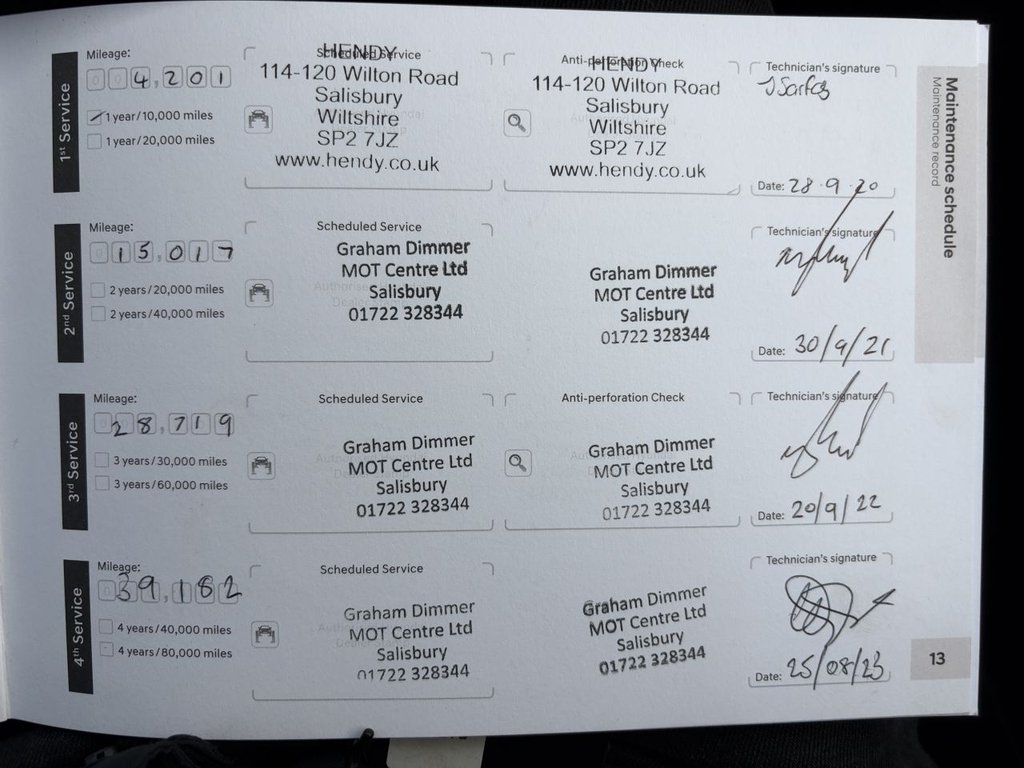 Maintenance schedule
Maintenance record
1st Service
Mileage:
004,201
1 year/10,000 miles
1 year/20,000 miles
Scheduled Service
HENDY
114-120 Wilton Road
Salisbury
Wiltshire
SP2 7JZ
www.hendy.co.uk
Anti-perforation Check
HENDY
114-120 Wilton Road
Salisbury
Wiltshire
SP2 7JZ
www.hendy.co.uk
Technician's signature
Date: 28.9.20
2nd Service
Mileage:
015,017
2 years/20,000 miles
2 years/40,000 miles
Scheduled Service
Graham Dimmer
MOT Centre Ltd
Salisbury
01722 328344
Graham Dimmer
MOT Centre Ltd
Salisbury
01722 328344
Technician's signature
Date: 30/9/21
3rd Service
Mileage:
028,719
3 years/30,000 miles
3 years/60,000 miles
Scheduled Service
Graham Dimmer
MOT Centre Ltd
Salisbury
01722 328344
Anti-perforation Check
Graham Dimmer
MOT Centre Ltd
Salisbury
01722 328344
Technician's signature
Date: 20/9/22
4th Service
Mileage:
039,182
4 years/40,000 miles
4 years/80,000 miles
Scheduled Service
Graham Dimmer
MOT Centre Ltd
Salisbury
01722 328344
Graham Dimmer
MOT Centre Ltd
Salisbury
01722 328344
Technician's signature
Date: 25/08/23
13